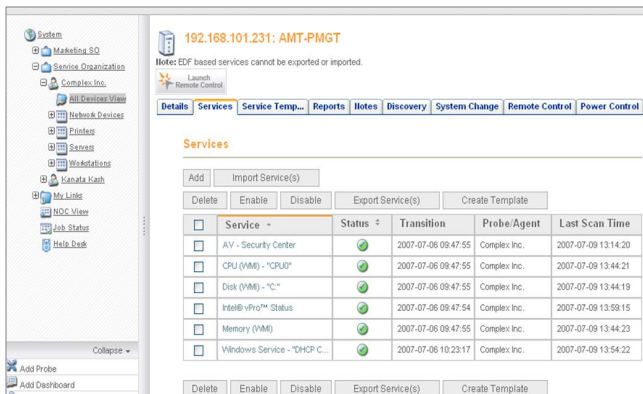 System
Marketing SO
Service Organization
Complex Inc.
All Devices View
Network Devices
Printers
Servers
Workstations
Kanata Kash
My Links
NOC View
Job Status
Help Desk
Collapse
Add Probe
Add Dashboard
192.168.101.231: AMT-PMGT
Note: EDF based services cannot be exported or imported.
Launch
Remote Control
Details Services Service Temp... Reports Notes Discovery System Change Remote Control Power Control
Services
Add Import Service(s)
Delete Enable Disable Export Service(s) Create Template
Service Status Transition Probe/Agent Last Scan Time
AV - Security Center 2007-07-06 09:47:55 Complex Inc. 2007-07-09 13:14:20
CPU (WMI) - "CPU0" 2007-07-06 09:47:55 Complex Inc. 2007-07-09 13:44:21
Disk (WMI) - "C:" 2007-07-06 09:47:55 Complex Inc. 2007-07-09 13:44:19
Intel® vPro™ Status 2007-07-06 09:47:54 Complex Inc. 2007-07-09 13:59:15
Memory (WMI) 2007-07-06 09:47:55 Complex Inc. 2007-07-09 13:44:23
Windows Service - "DHCP C... 2007-07-06 10:23:17 Complex Inc. 2007-07-09 13:54:22
Delete Enable Disable Export Service(s) Create Template